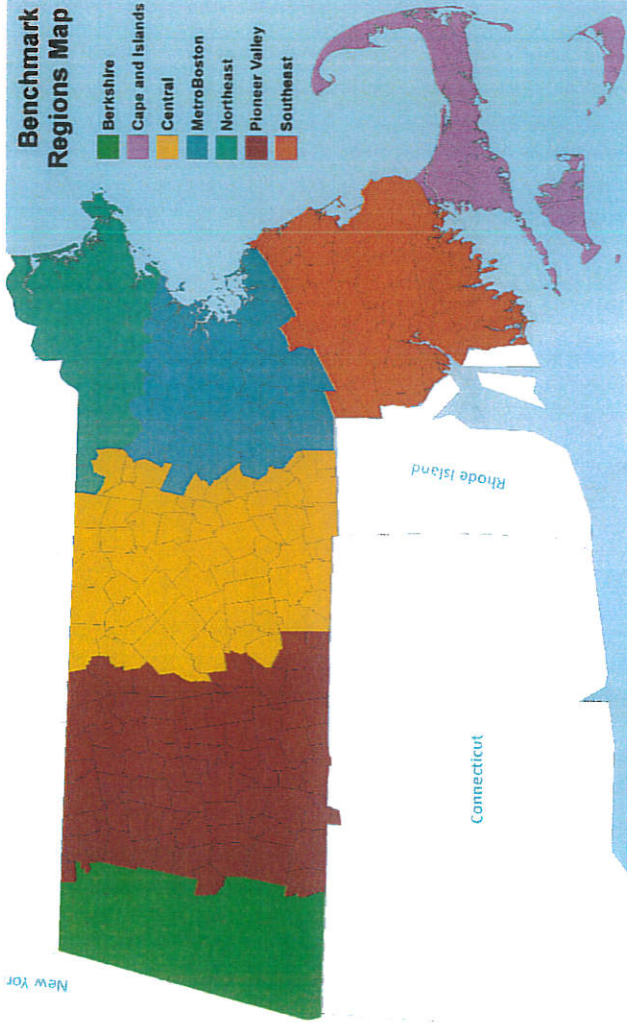 Benchmark
Regions Map
Berkshire
Cape and Islands
Central
MetroBoston
Northeast
Pioneer Valley
Southeast
New Yor
Connecticut
Rhode Island